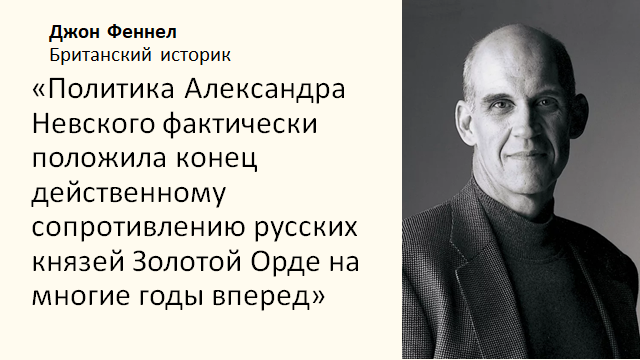 Джон Феннел
Британский историк
«Политика Александра
Невского фактически
положила конец
действенному
сопротивлению русских
князей Золотой Орде на
многие годы вперед»